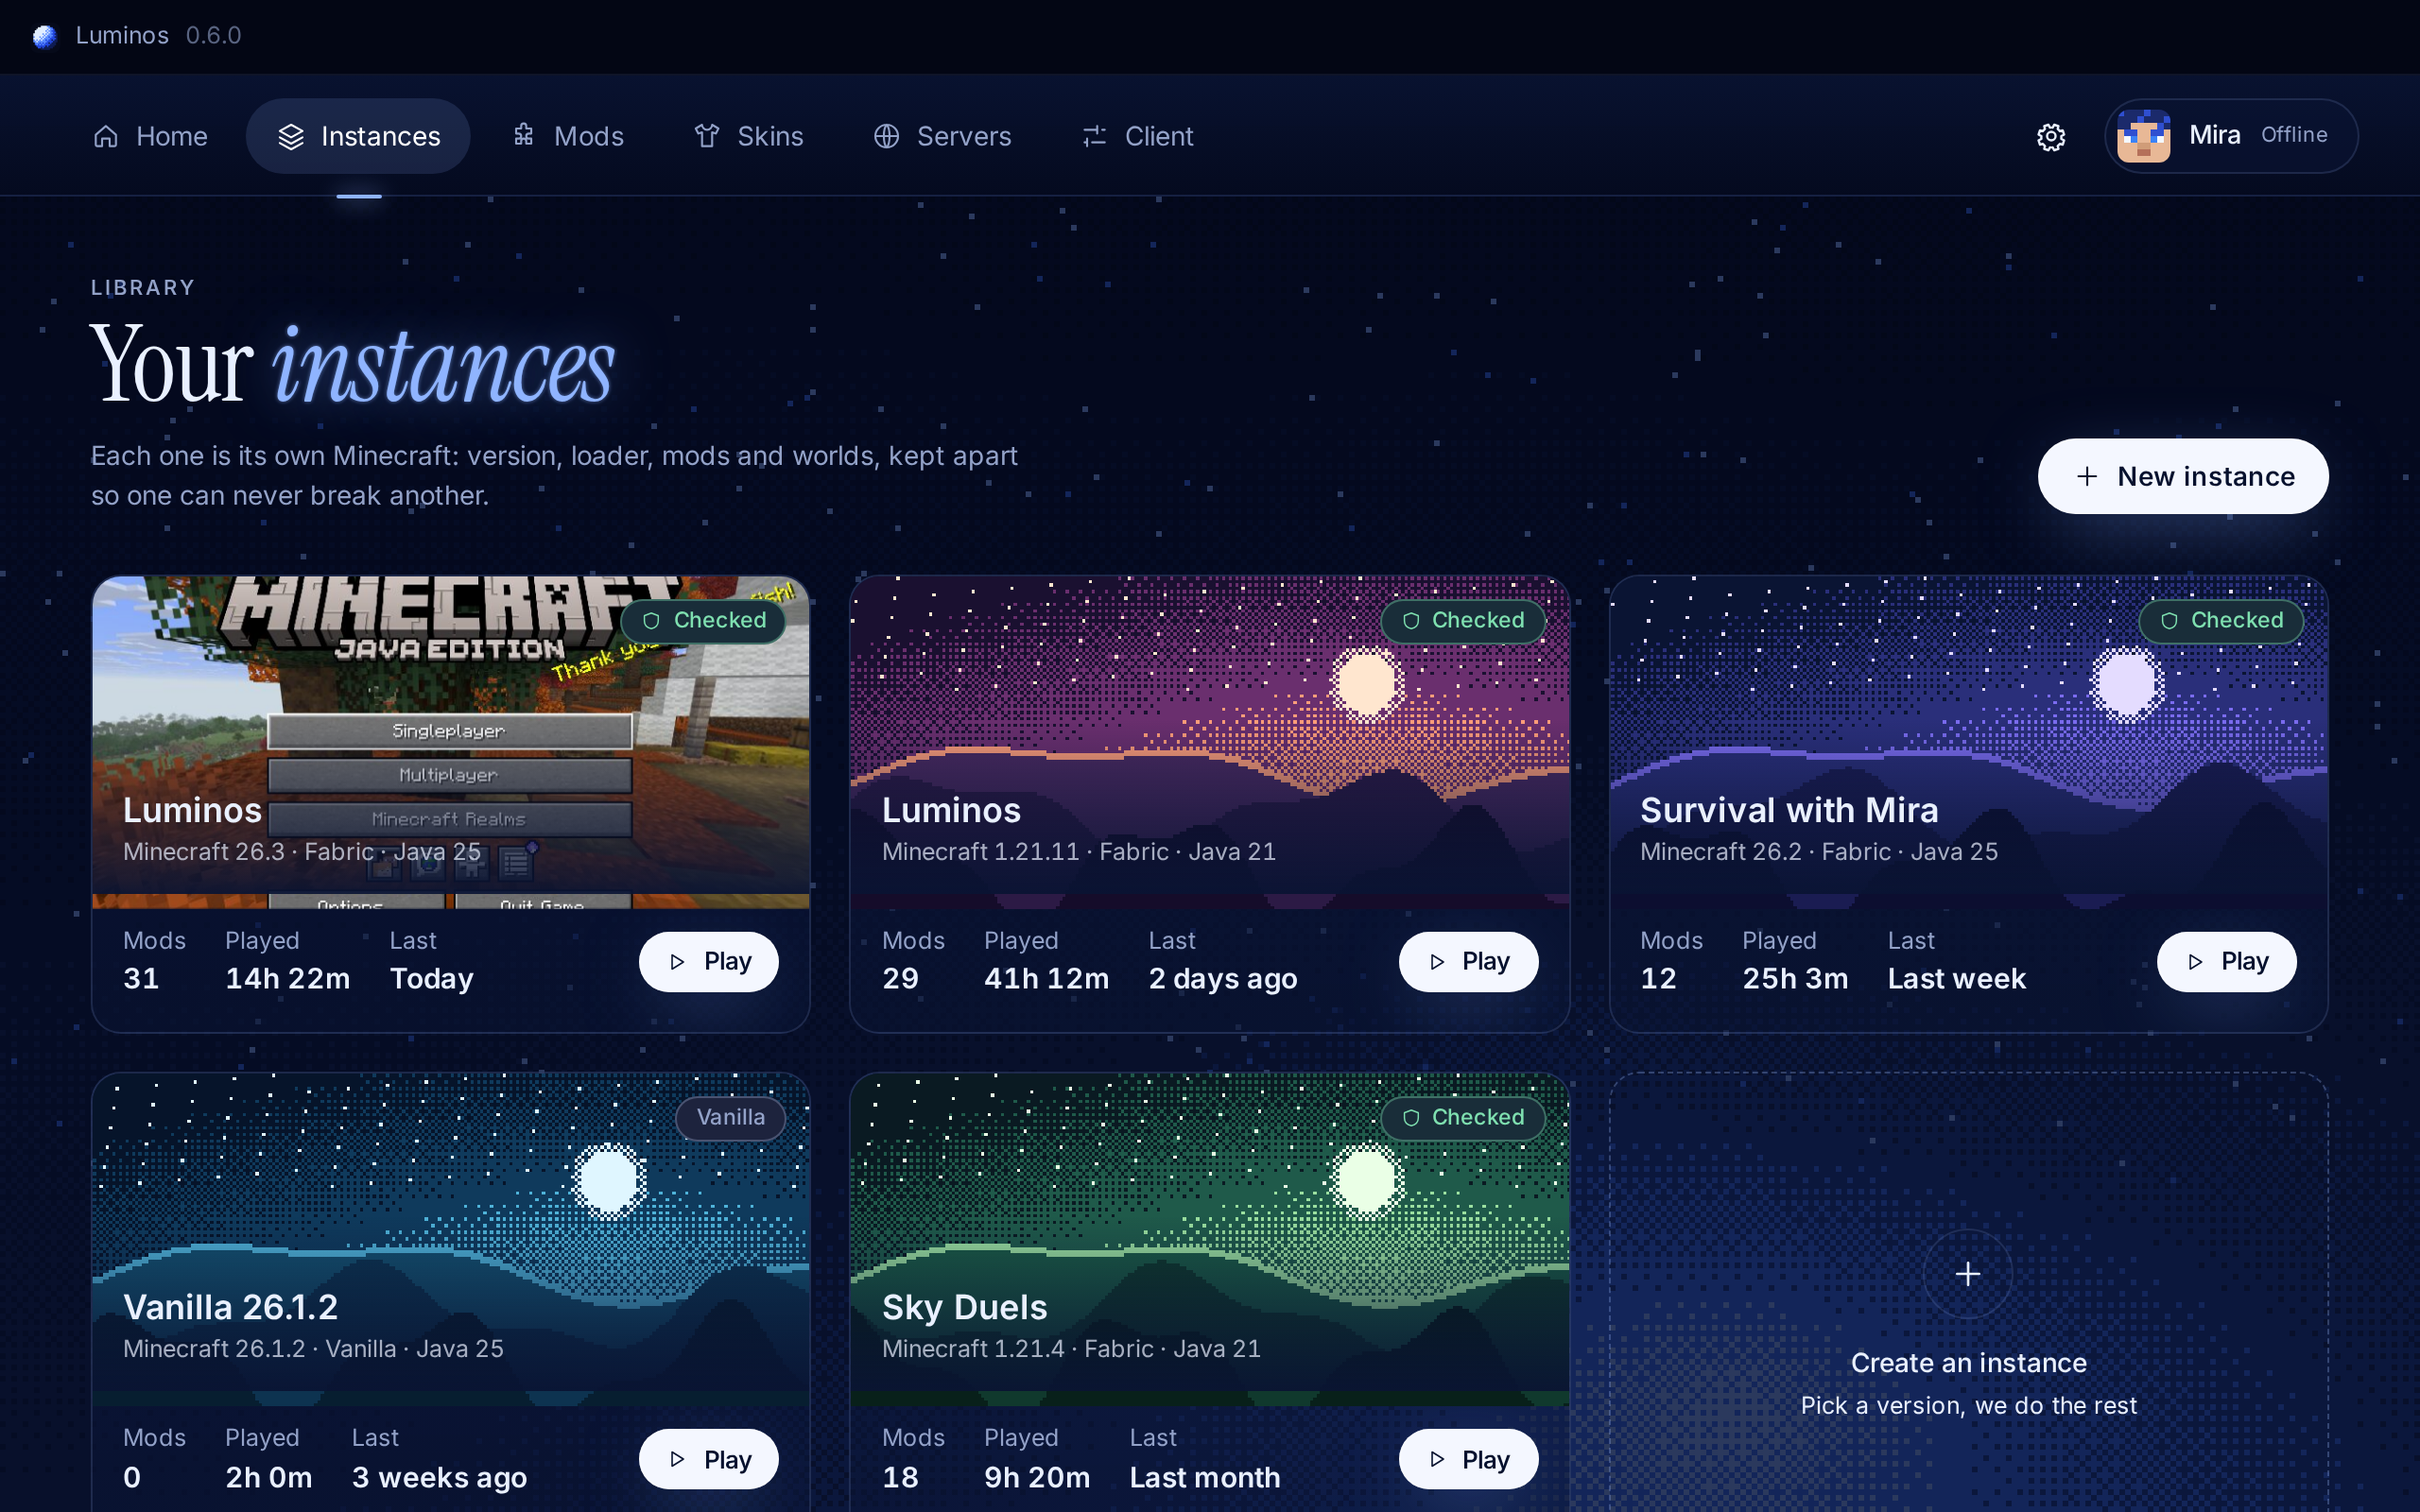 Luminos 0.6.0
Home
Instances
Mods
Skins
Servers
Client
Mira Offline
LIBRARY
Your instances
Each one is its own Minecraft: version, loader, mods and worlds, kept apart
so one can never break another.
New instance
MINECRAFT
JAVA EDITION
fish!
Thank you
Checked
Singleplayer
Multiplayer
Minecraft Realms
Luminos
Minecraft 26.3 · Fabric · Java 25
Options
Quit Game
Mods Played Last
31 14h 22m Today
Play
Checked
Luminos
Minecraft 1.21.11 · Fabric · Java 21
Mods Played Last
29 41h 12m 2 days ago
Play
Checked
Survival with Mira
Minecraft 26.2 · Fabric · Java 25
Mods Played Last
12 25h 3m Last week
Play
Vanilla
Vanilla 26.1.2
Minecraft 26.1.2 · Vanilla · Java 25
Mods Played Last
0 2h 0m 3 weeks ago
Play
Checked
Sky Duels
Minecraft 1.21.4 · Fabric · Java 21
Mods Played Last
18 9h 20m Last month
Play
Create an instance
Pick a version, we do the rest